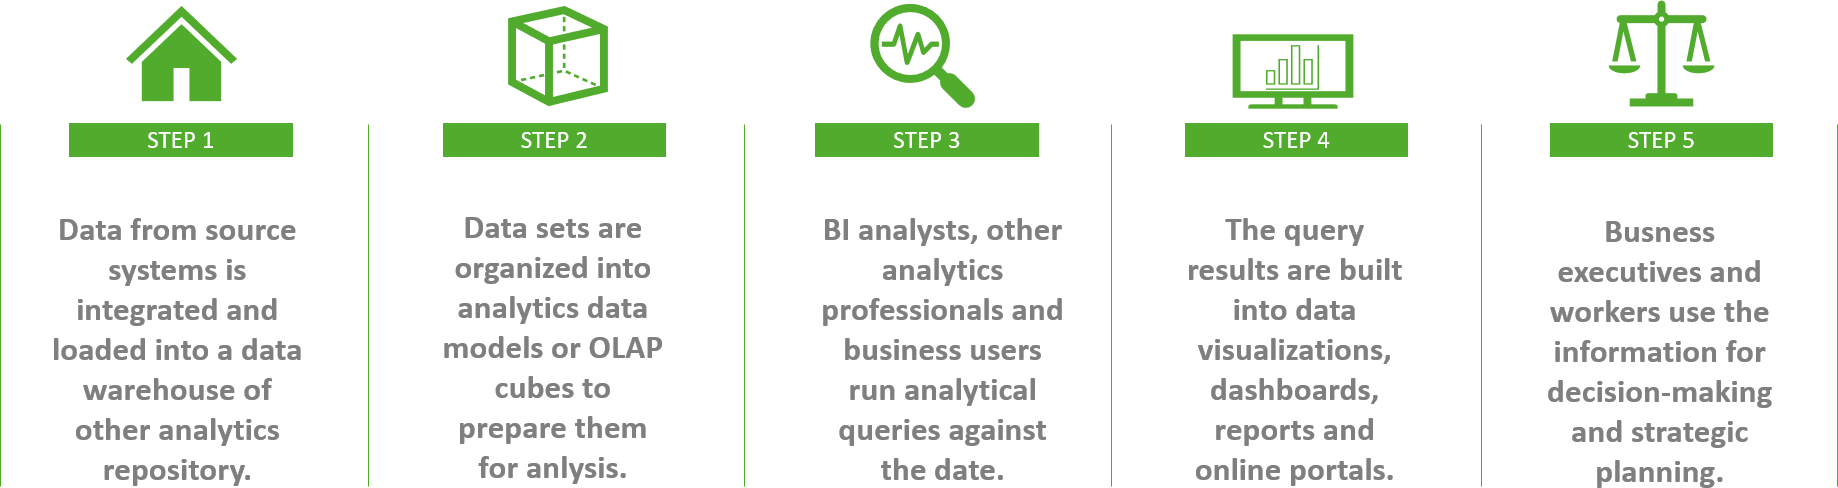 STEP 1
Data from source
systems is
integrated and
loaded into a data
warehouse of
other analytics
repository.
STEP 2
Data sets are
organized into
analytics data
models or OLAP
cubes to
prepare them
for anlysis.
STEP 3
BI analysts, other
analytics
professionals and
business users
run analytical
queries against
the date.
STEP 4
The query
results are built
into data
visualizations,
dashboards,
reports and
online portals.
STEP 5
Busness
executives and
workers use the
information for
decision-making
and strategic
planning.